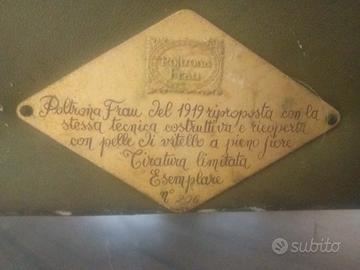 Poltrona
Frau
Poltrona Frau del 1919 riproposta con la
stessa tecnica costruttiva e ricoperta
con pelle di vitello a pieno fiore
Tiratura limitata
Esemplare
n° 296
subito